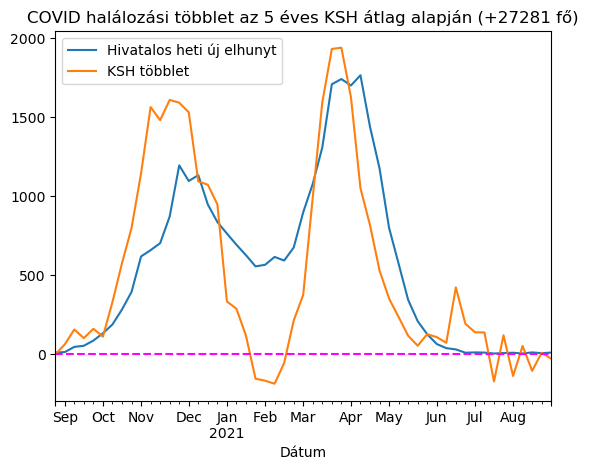 COVID halálozási többlet az 5 éves KSH átlag alapján (+27281 fő)
Hivatalos heti új elhunyt
KSH többlet
2000
1500
1000
500
0
Sep Oct Nov Dec Jan Feb Mar Apr May Jun Jul Aug
2021
Dátum